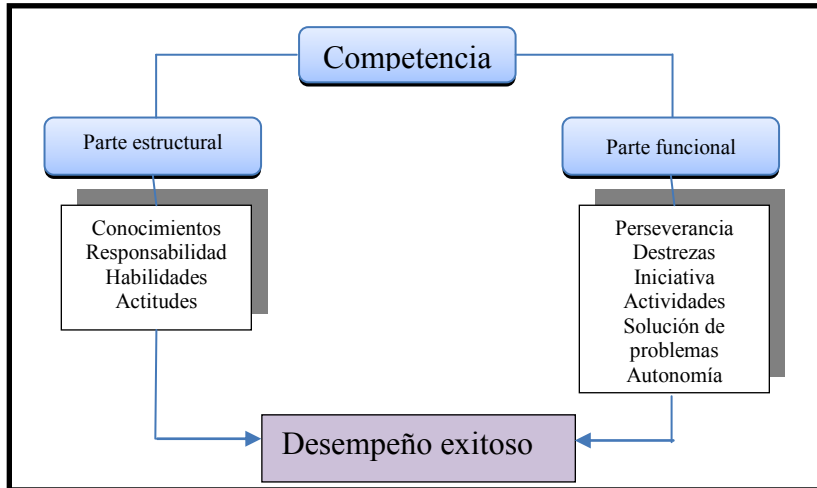 Competencia
Parte estructural
Parte funcional
Conocimientos
Responsabilidad
Habilidades
Actitudes
Perseverancia
Destrezas
Iniciativa
Actividades
Solución de
problemas
Autonomía
Desempeño exitoso